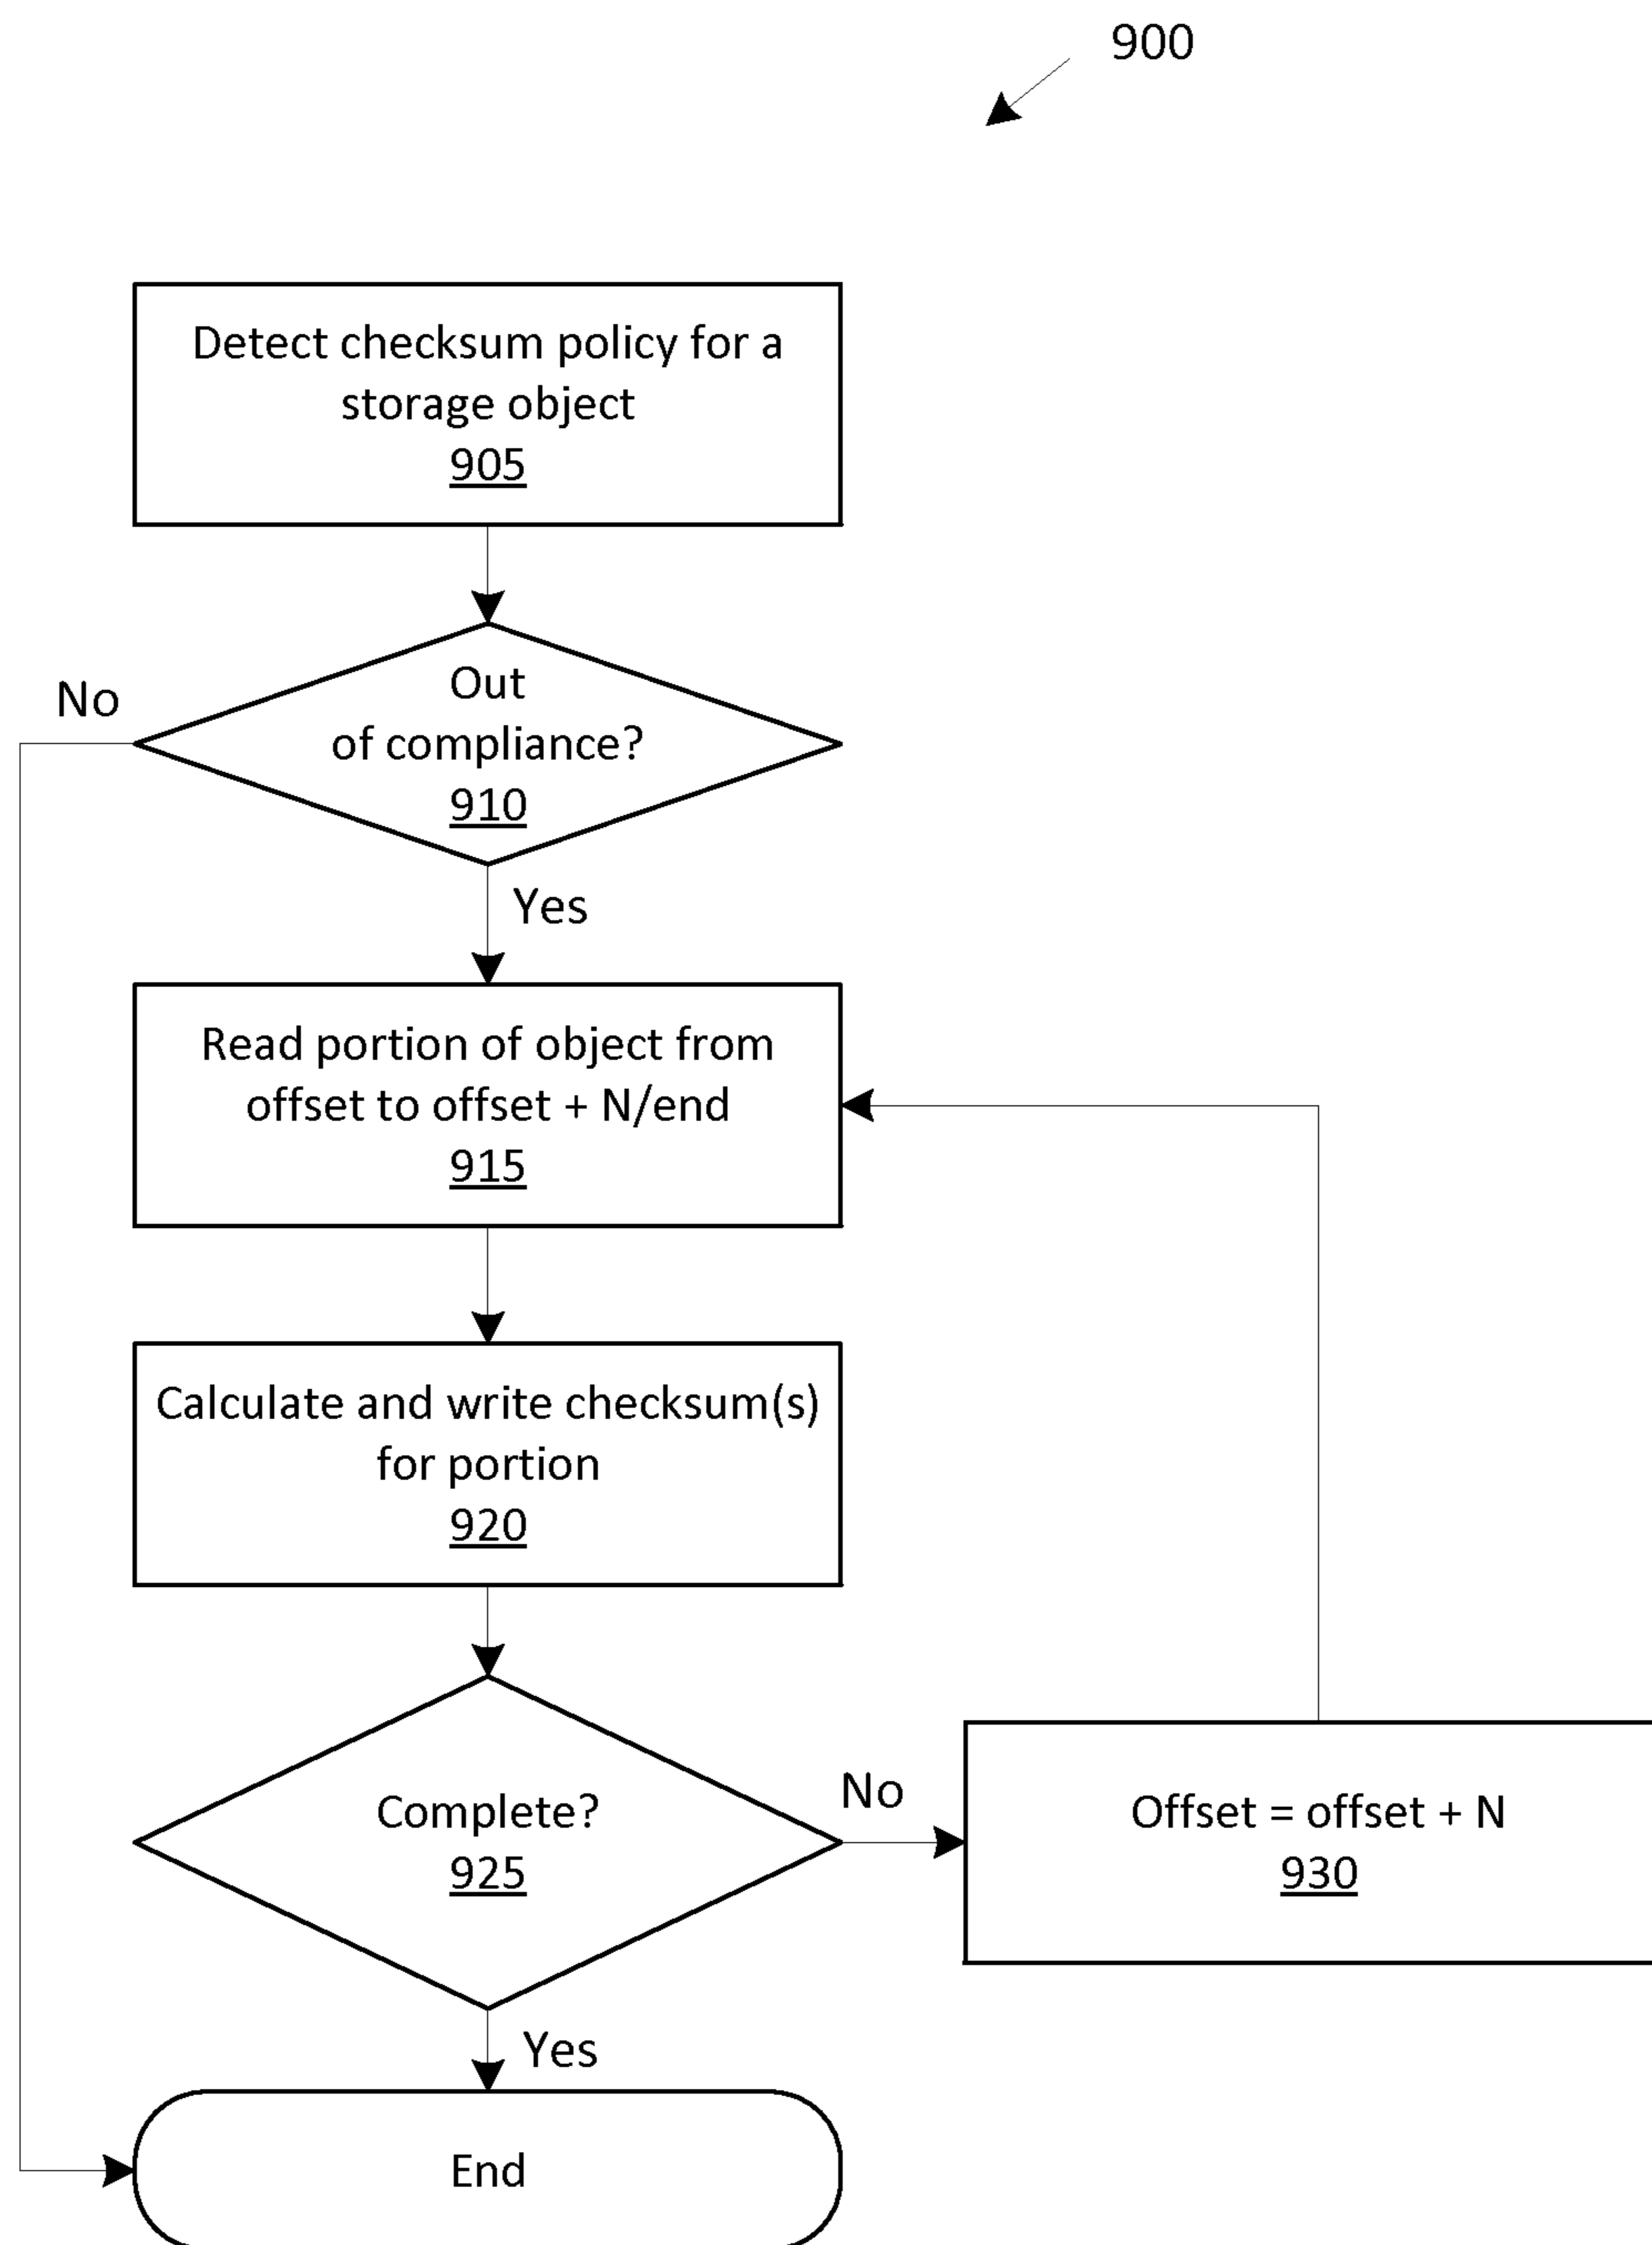 900
Detect checksum policy for a
storage object
905
Out
of compliance?
910
No
Yes
Read portion of object from
offset to offset + N/end
915
Calculate and write checksum(s)
for portion
920
Complete?
925
No
Offset = offset + N
930
Yes
End